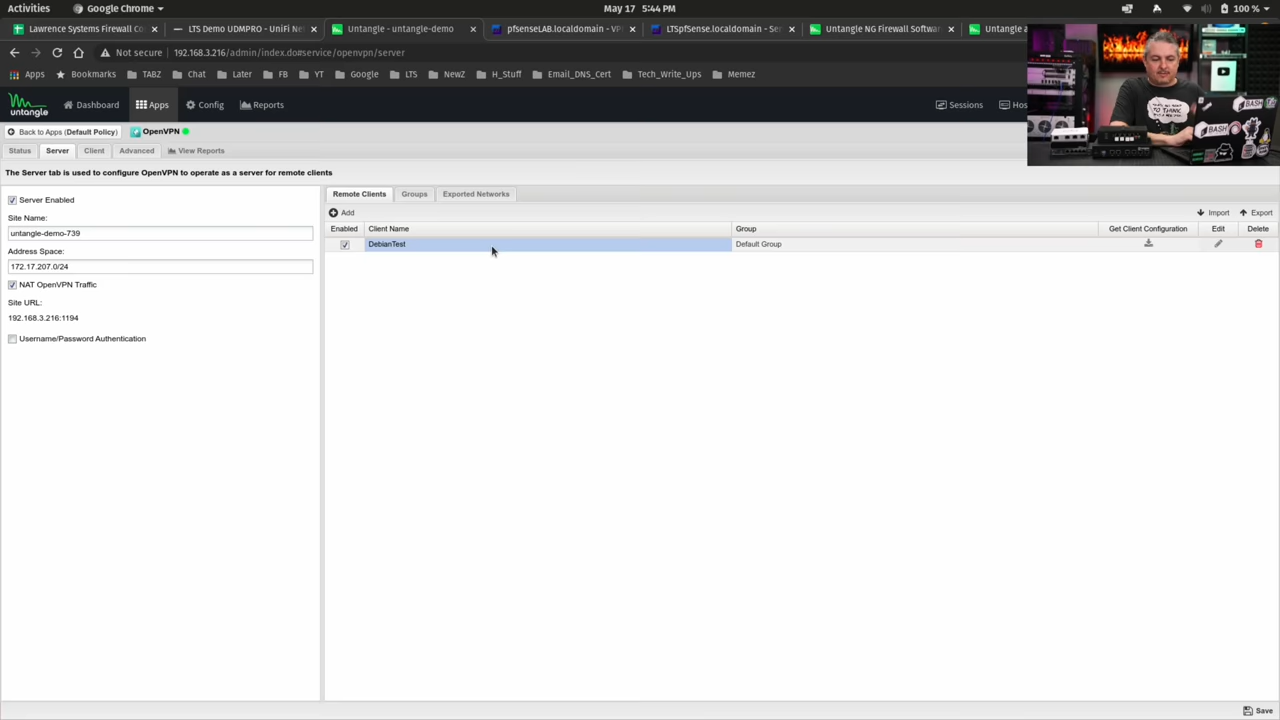 Activities
Google Chrome
May 17 5:44 PM
100 %
Lawrence Systems Firewall Co
LTS Demo UDMPRO - UniFi Ne
Untangle - untangle-demo
pfsense.localdomain - VP
LTSpfSense.localdomain - Se
Untangle NG Firewall Softwa
Untangle a
Not secure
192.168.3.216/admin/index.do#service/openvpn/server
Apps
Bookmarks
TABZ
Chat
Later
YT
Google
LTS
H_Stuff
Email_DNS_
Tech_Write_Ups
Memez
untangle
Dashboard
Apps
Config
Reports
Sessions
Hos
Back to Apps (Default Policy)
OpenVPN
Status
Server
Client
Advanced
View Reports
The Server tab is used to configure OpenVPN to operate as a server for remote clients
Server Enabled
Site Name:
untangle-demo-739
Address Space:
172.17.207.0/24
NAT OpenVPN Traffic
Site URL:
192.168.3.216:1194
Username/Password Authentication
Remote Clients
Groups
Exported Networks
Add
Import
Export
Enabled
Client Name
Group
Get Client Configuration
Edit
Delete
DebianTest
Default Group
BASH
BASH
Save